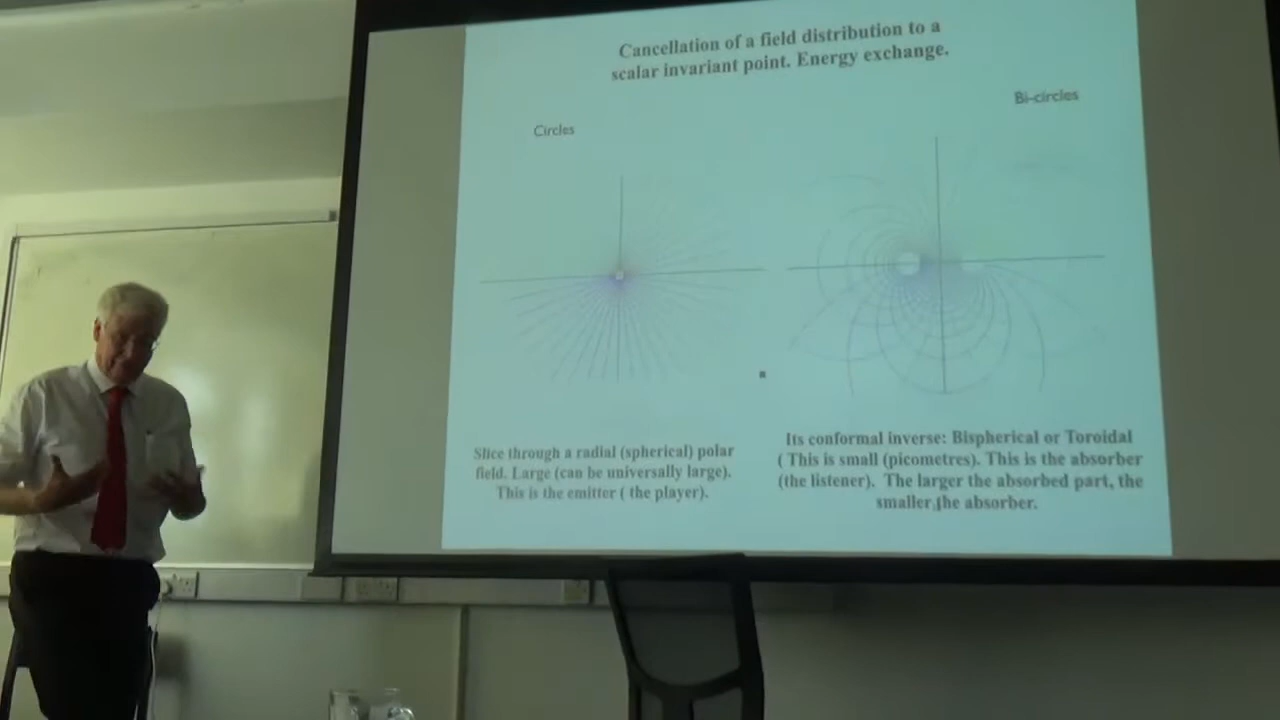 Cancellation of a field distribution to a
scalar invariant point. Energy exchange.
Circles
Bi-circles
Slice through a radial (spherical) polar
field. Large (can be universally large).
This is the emitter ( the player).
Its conformal inverse: Bispherical or Toroidal
( This is small (picometres). This is the absorber
(the listener). The larger the absorbed part, the
smaller the absorber.